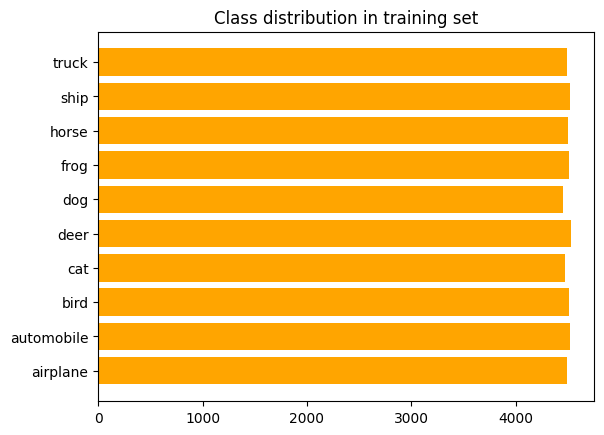 Class distribution in training set
truck
ship
horse
frog
dog
deer
cat
bird
automobile
airplane
0 1000 2000 3000 4000